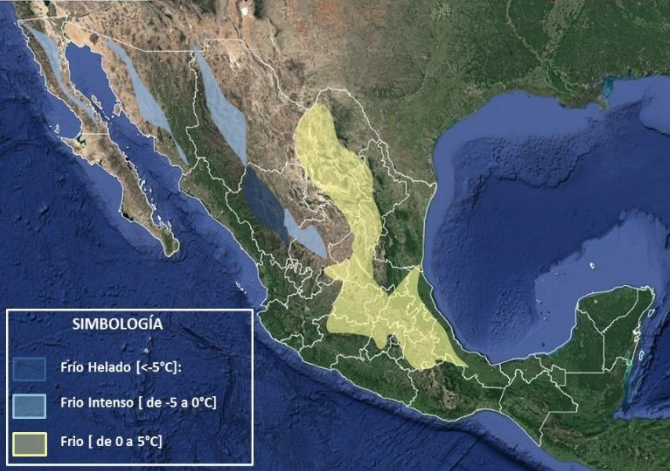 SIMBOLOGÍA
Frío Helado [<-5°C]:
Frio Intenso [ de -5 a 0°C]
Frio [ de 0 a 5°C]